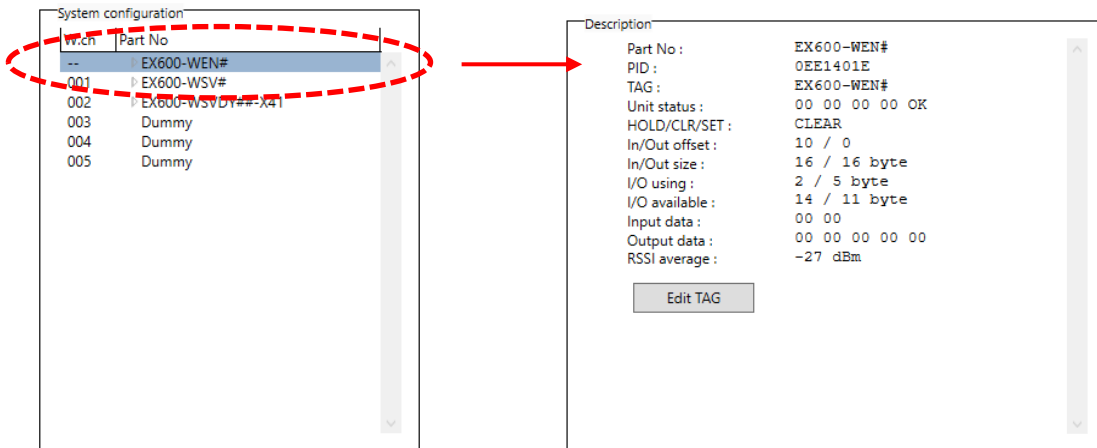 System configuration
W.ch Part No
-- EX600-WEN#
001 EX600-WSV#
002 EX600-WSVDY##-X41
003 Dummy
004 Dummy
005 Dummy
Description
Part No : EX600-WEN#
PID : 0EE1401E
TAG : EX600-WEN#
Unit status : 00 00 00 00 OK
HOLD/CLR/SET : CLEAR
In/Out offset : 10 / 0
In/Out size : 16 / 16 byte
I/O using : 2 / 5 byte
I/O available : 14 / 11 byte
Input data : 00 00
Output data : 00 00 00 00 00
RSSI average : -27 dBm
Edit TAG